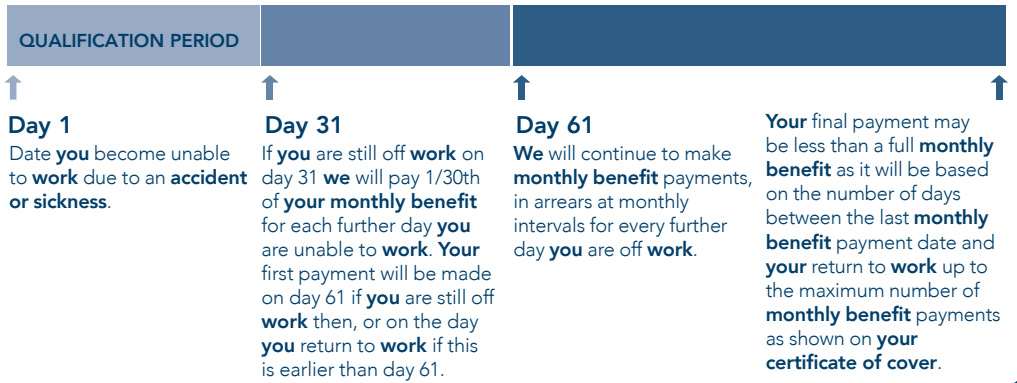 QUALIFICATION PERIOD
Day 1
Date you become unable
to work due to an accident
or sickness.
Day 31
If you are still off work on
day 31 we will pay 1/30th
of your monthly benefit
for each further day you
are unable to work. Your
first payment will be made
on day 61 if you are still off
work then, or on the day
you return to work if this
is earlier than day 61.
Day 61
We will continue to make
monthly benefit payments,
in arrears at monthly
intervals for every further
day you are off work.
Your final payment may
be less than a full monthly
benefit as it will be based
on the number of days
between the last monthly
benefit payment date and
your return to work up to
the maximum number of
monthly benefit payments
as shown on your
certificate of cover.